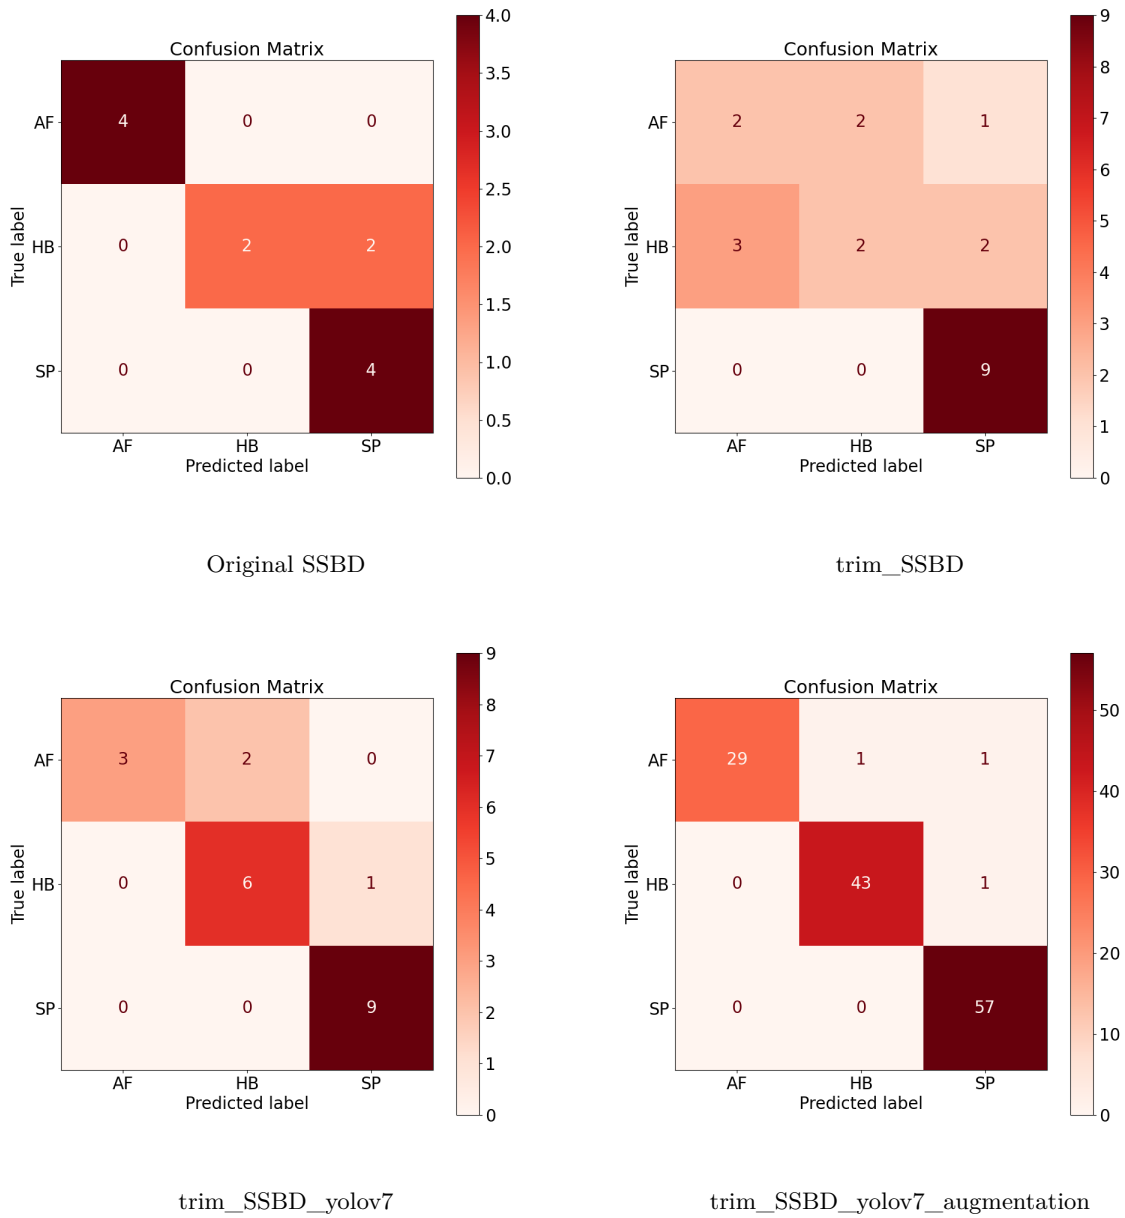 Confusion Matrix
AF 4 0 0
HB 0 2 2
SP 0 0 4
AF HB SP
Predicted label
True label
4.0
3.5
3.0
2.5
2.0
1.5
1.0
0.5
0.0
Original SSBD
Confusion Matrix
AF 2 2 1
HB 3 2 2
SP 0 0 9
AF HB SP
Predicted label
True label
9
8
7
6
5
4
3
2
1
0
trim_SSBD
Confusion Matrix
AF 3 2 0
HB 0 6 1
SP 0 0 9
AF HB SP
Predicted label
True label
9
8
7
6
5
4
3
2
1
0
trim_SSBD_yolov7
Confusion Matrix
AF 29 1 1
HB 0 43 1
SP 0 0 57
AF HB SP
Predicted label
True label
50
40
30
20
10
0
trim_SSBD_yolov7_augmentation